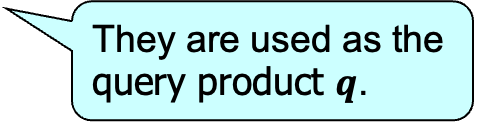 They are used as the
query product q.